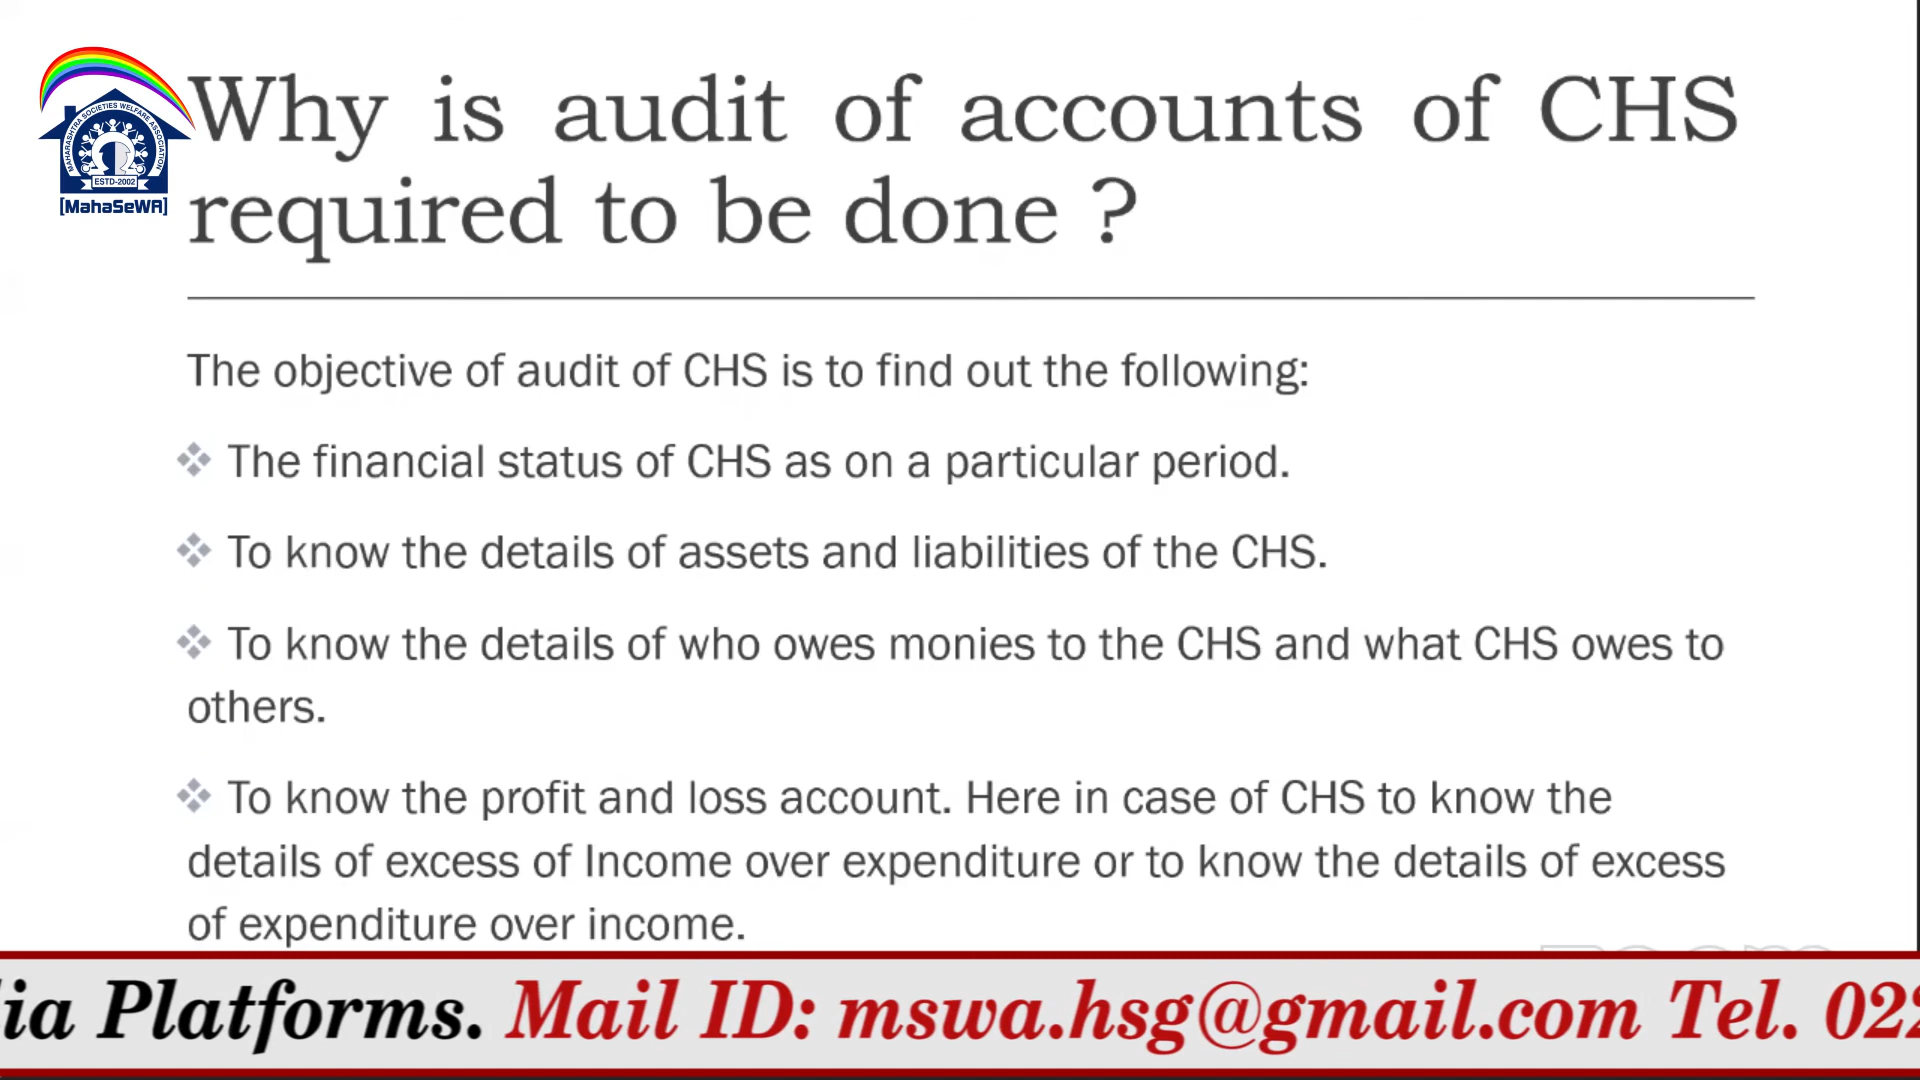 Why is audit of accounts of CHS
required to be done ?
MAHARASHTRA SOCIETIES WELFARE ASSOCIATION
ESTD-2002
[MahaSeWA]
The objective of audit of CHS is to find out the following:
❖ The financial status of CHS as on a particular period.
❖ To know the details of assets and liabilities of the CHS.
❖ To know the details of who owes monies to the CHS and what CHS owes to
others.
❖ To know the profit and loss account. Here in case of CHS to know the
details of excess of Income over expenditure or to know the details of excess
of expenditure over income.
Platforms. Mail ID: mswa.hsg@gmail.com Tel. 022